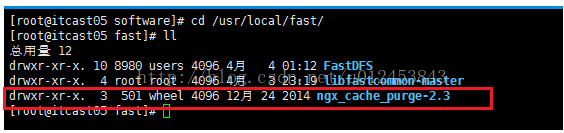 [root@itcast05 software]# cd /usr/local/fast/
[root@itcast05 fast]# ll
总用量 12
drwxr-xr-x. 10 8980 users 4096 4月   4 01:12 FastDFS
drwxr-xr-x.  4 root root  4096 4月   3 23:19 libfastcommon-master
drwxr-xr-x.  3  501 wheel 4096 12月 24 2014 ngx_cache_purge-2.3
[root@itcast05 fast]#